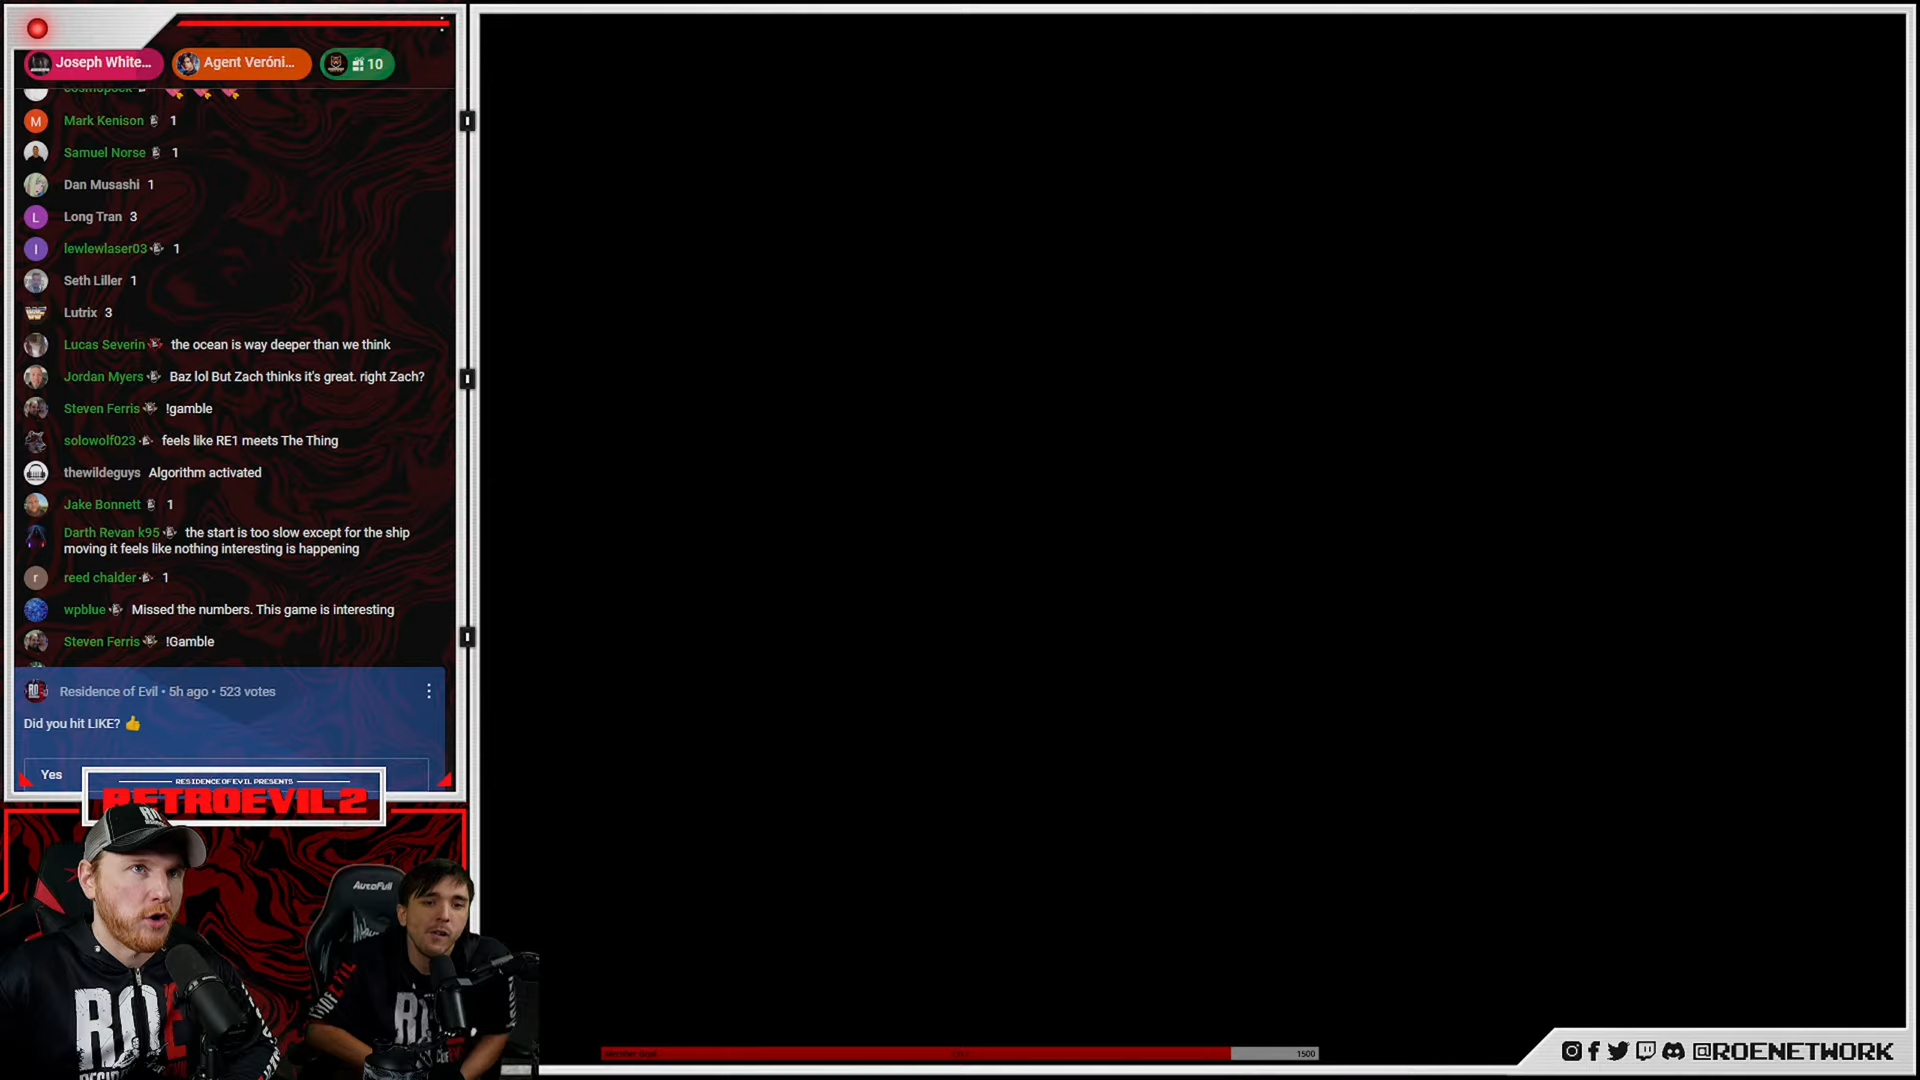 Joseph White...
Agent Veróni...
10
cosmopock
Mark Kenison 1
Samuel Norse 1
Dan Musashi 1
L
Long Tran 3
l
lewlewlaser03 1
Seth Liller 1
Lutrix 3
Lucas Severin the ocean is way deeper than we think
Jordan Myers Baz lol But Zach thinks it's great. right Zach?
Steven Ferris !gamble
solowolf023 feels like RE1 meets The Thing
thewildeguys Algorithm activated
Jake Bonnett 1
Darth Revan k95 the start is too slow except for the ship
moving it feels like nothing interesting is happening
r
reed chalder 1
wpblue Missed the numbers. This game is interesting
Steven Ferris !Gamble
Residence of Evil • 5h ago • 523 votes
Did you hit LIKE? 👍
Yes
RESIDENCE OF EVIL PRESENTS
RETROEVIL 2
AutoFull
Member Goal
1500
@ROENETWORK